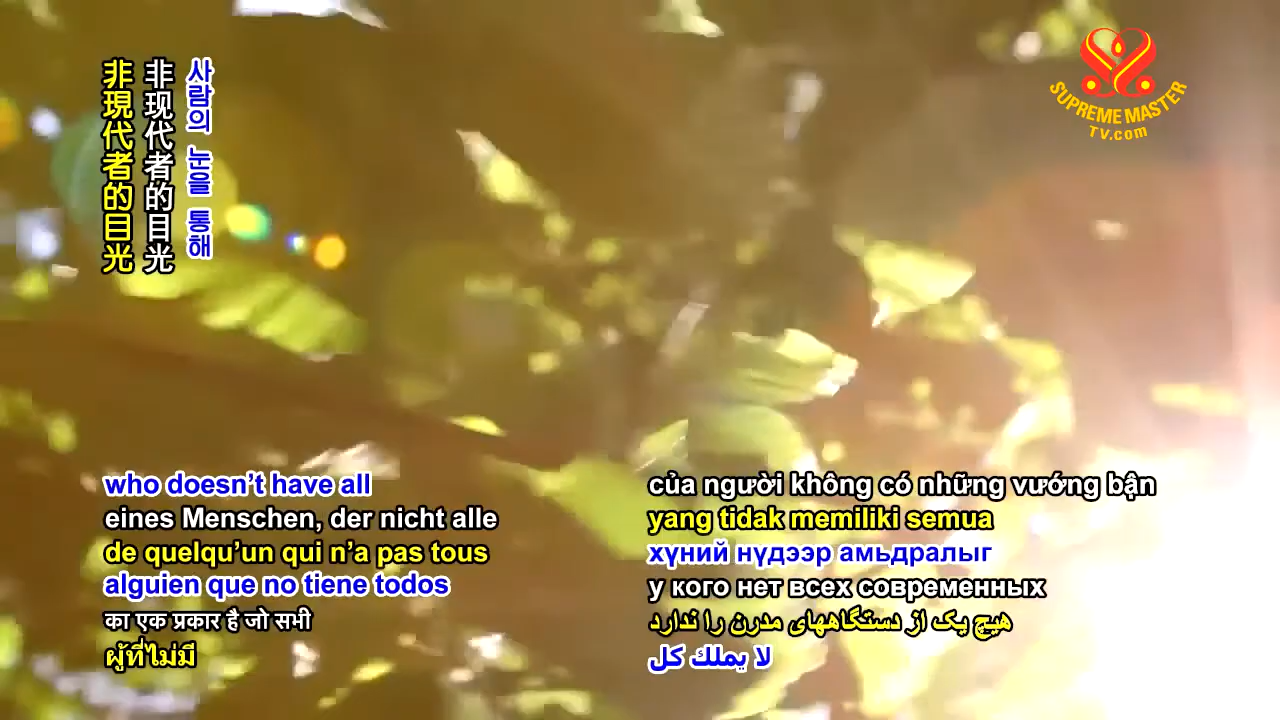 非現代者的目光
非现代者的目光
사람의 눈을 통해
SUPREME MASTER
TV.com
who doesn't have all
eines Menschen, der nicht alle
de quelqu'un qui n'a pas tous
alguien que no tiene todos
का एक प्रकार है जो सभी
ผู้ที่ไม่มี
của người không có những vướng bận
yang tidak memiliki semua
хүний нүдээр амьдралыг
у кого нет всех современных
هیچ یک از دستگاههای مدرن را ندارد
لا يملك كل